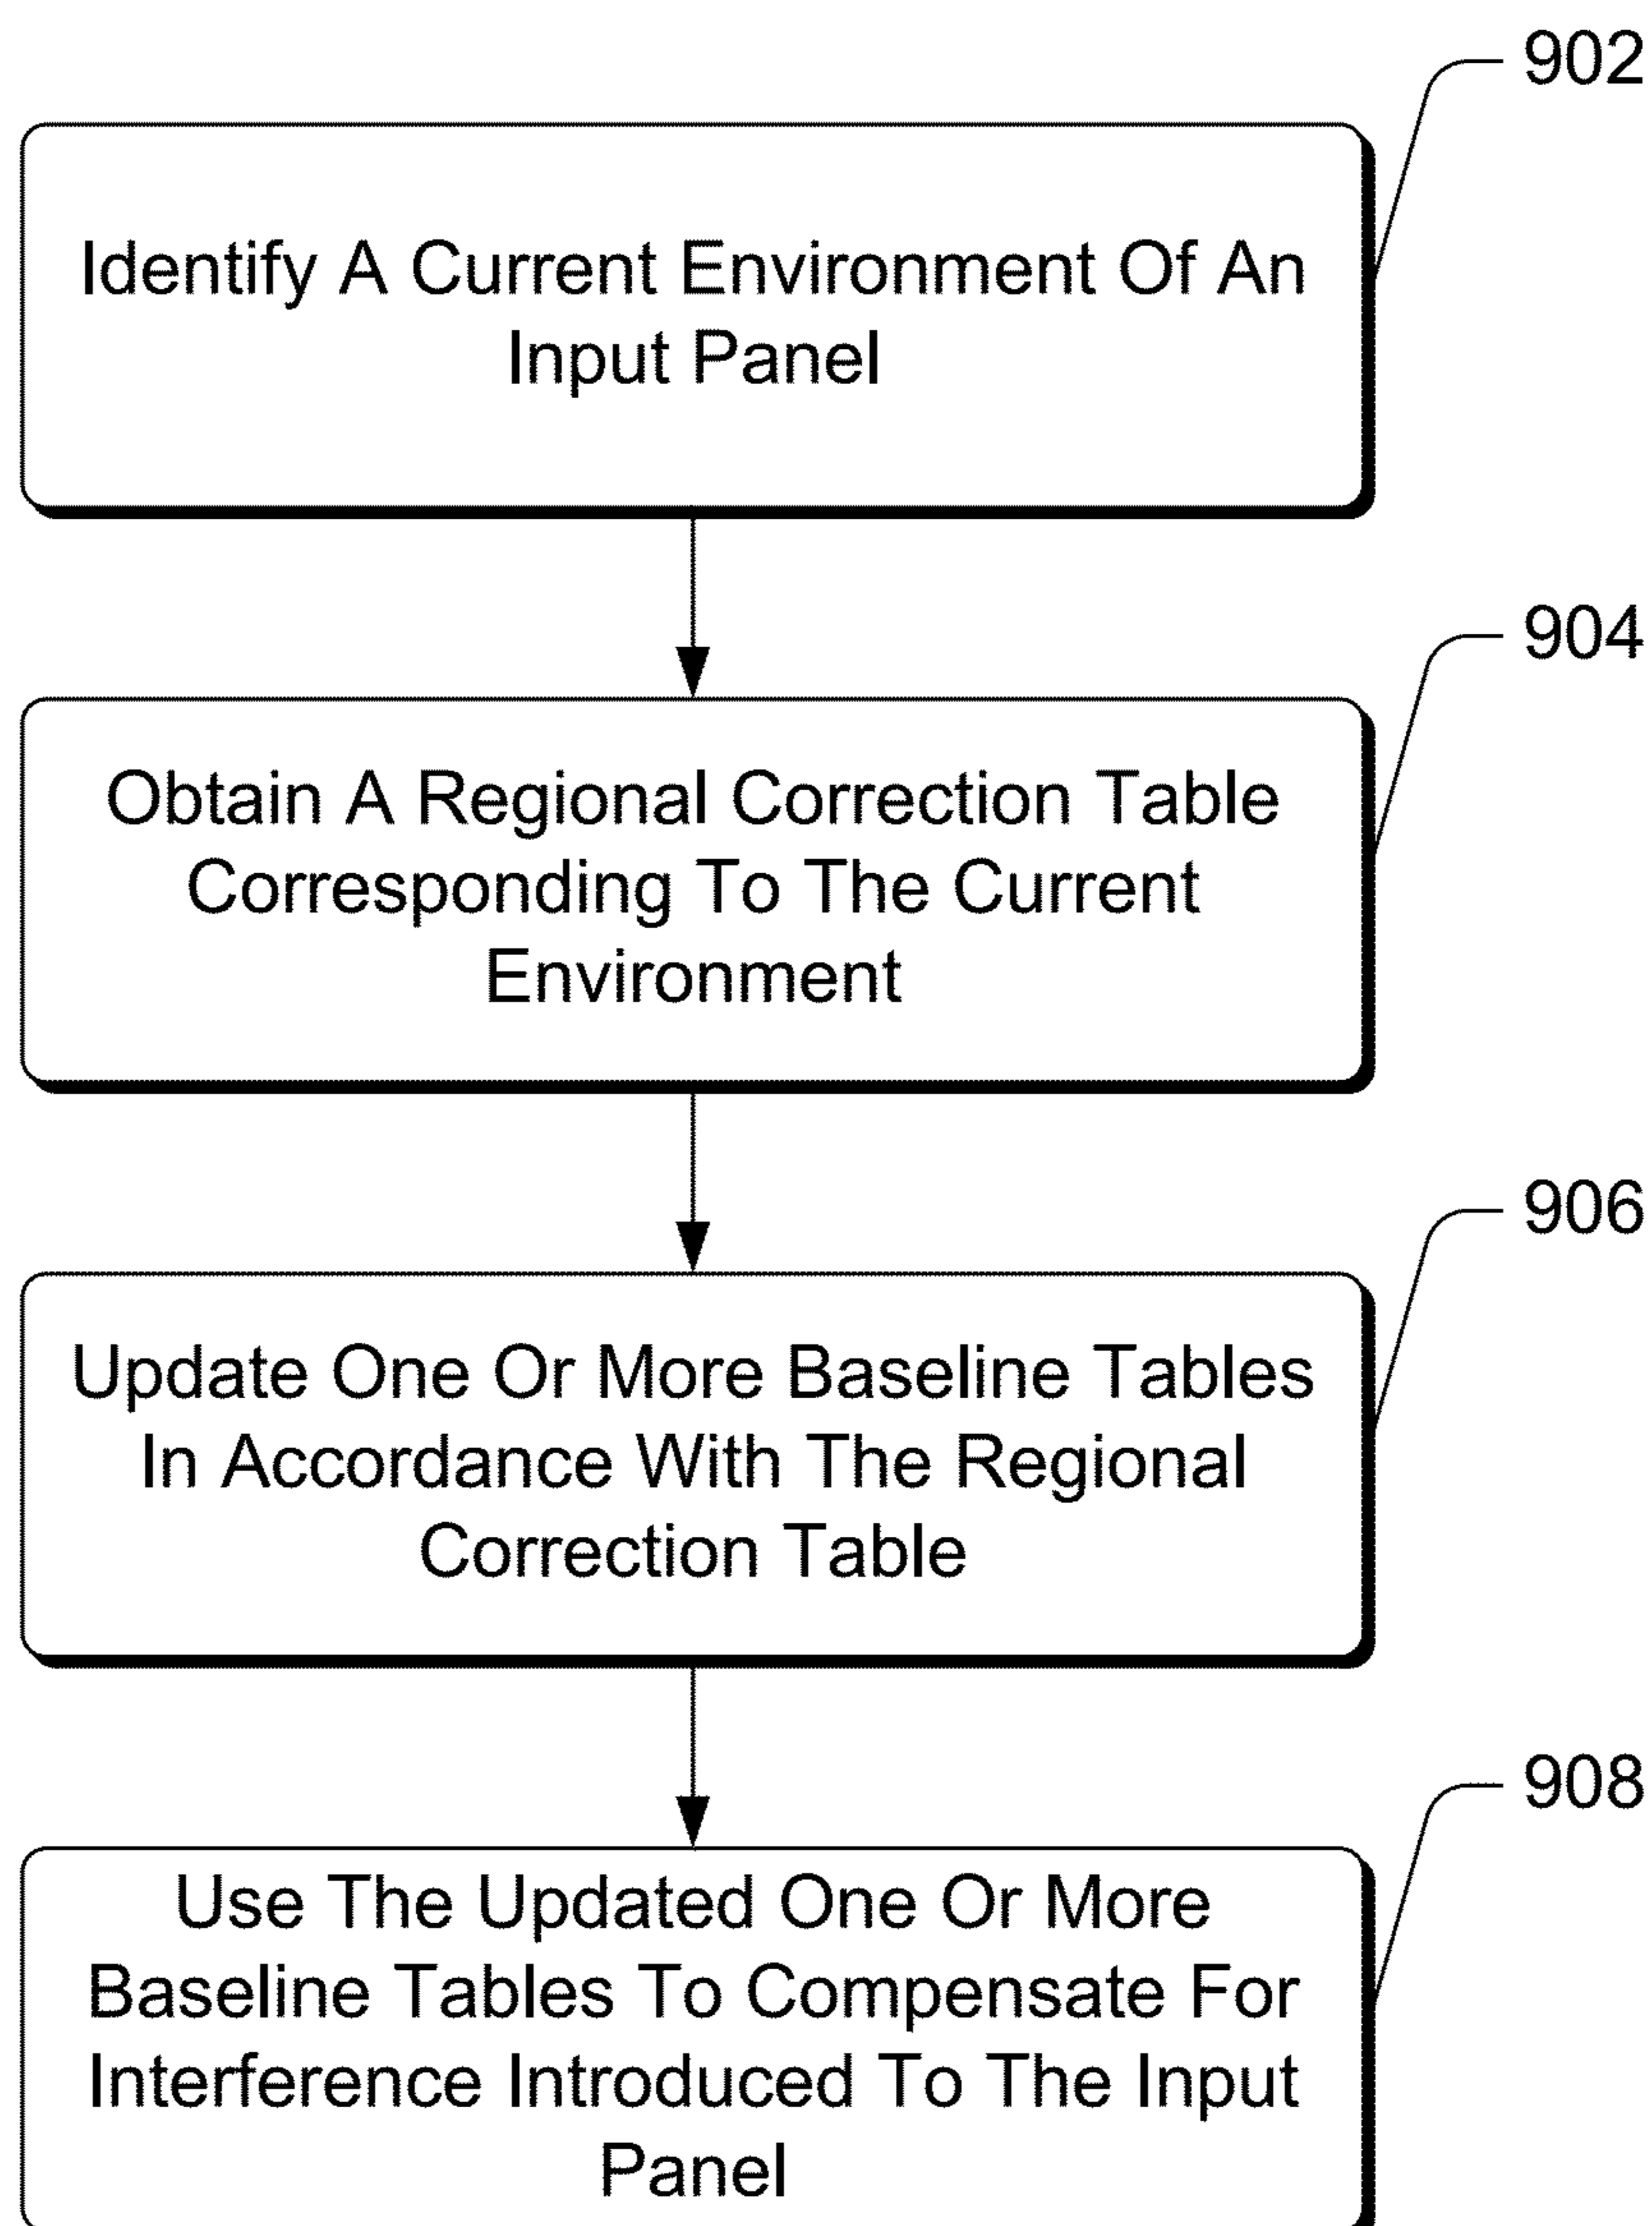 902
Identify A Current Environment Of An
Input Panel
904
Obtain A Regional Correction Table
Corresponding To The Current
Environment
906
Update One Or More Baseline Tables
In Accordance With The Regional
Correction Table
908
Use The Updated One Or More
Baseline Tables To Compensate For
Interference Introduced To The Input
Panel